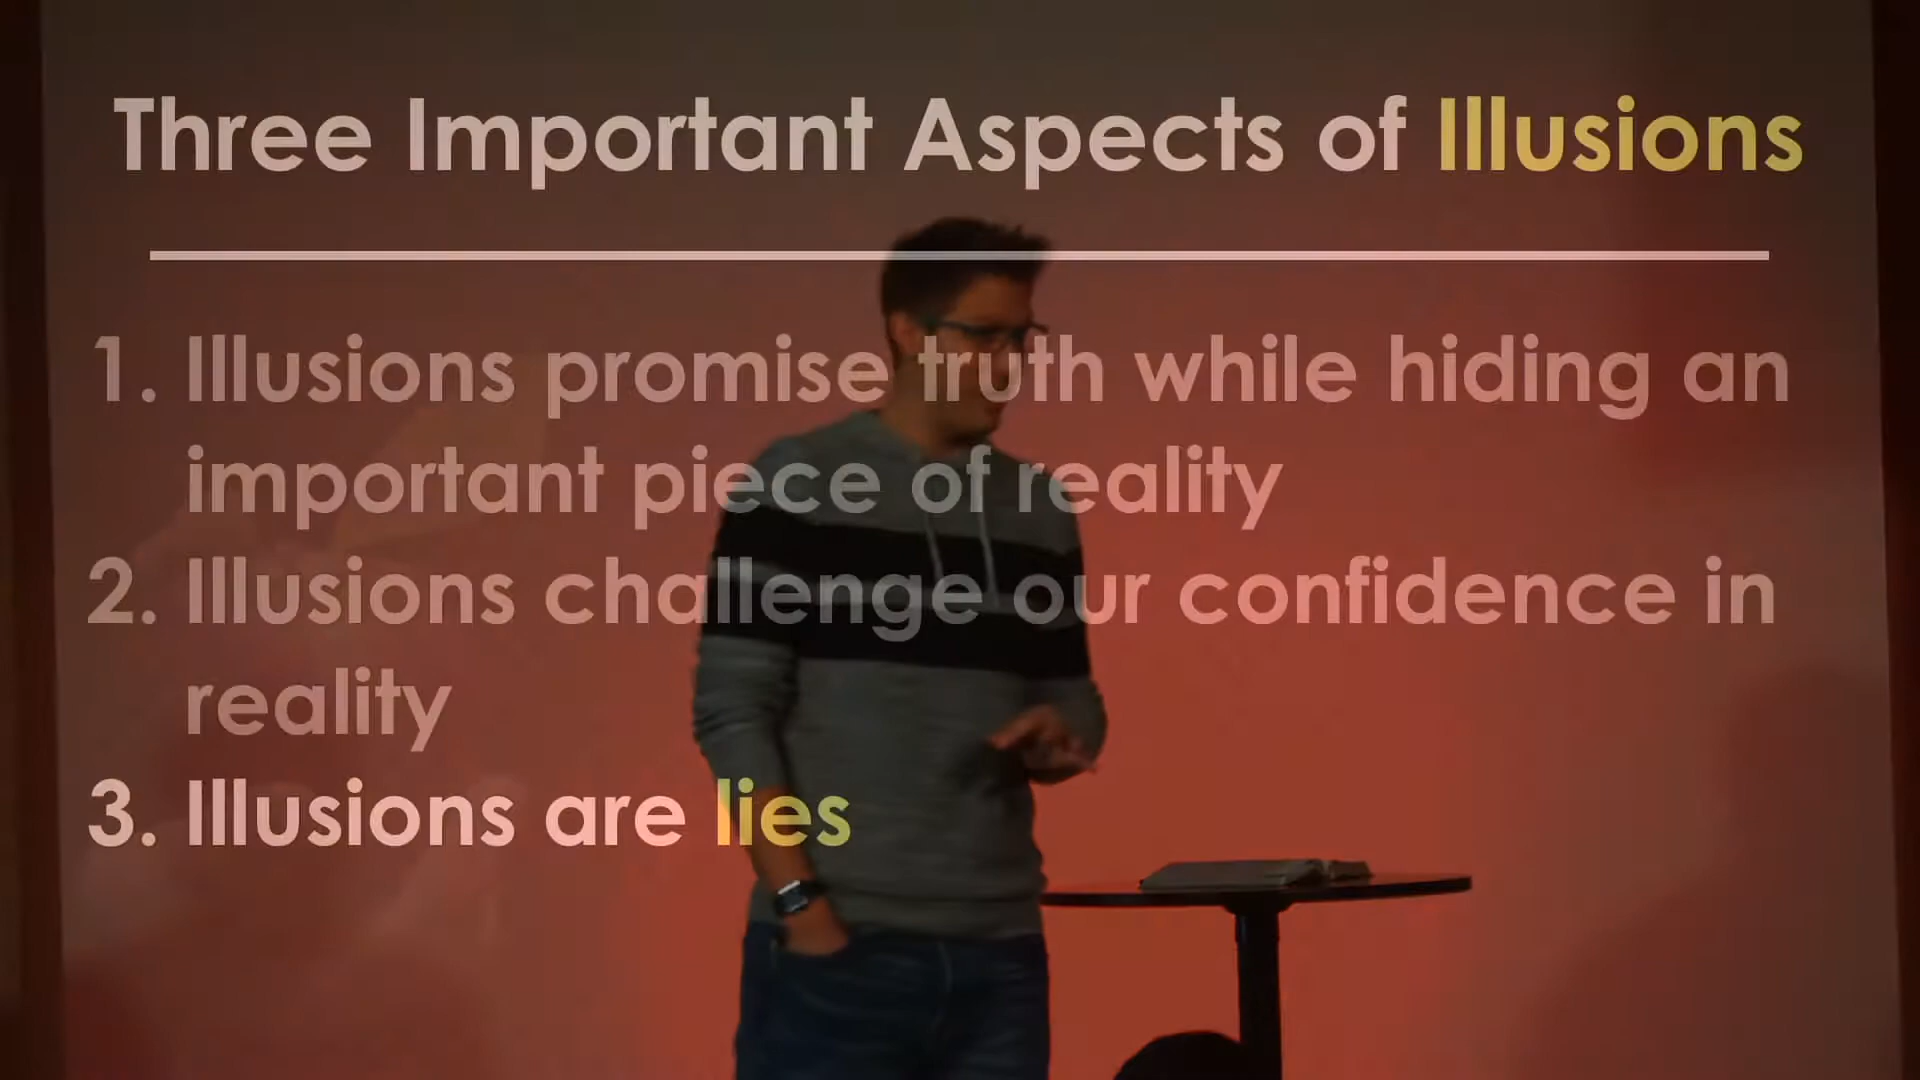 Three Important Aspects of Illusions
1. Illusions promise truth while hiding an
important piece of reality
2. Illusions challenge our confidence in
reality
3. Illusions are lies